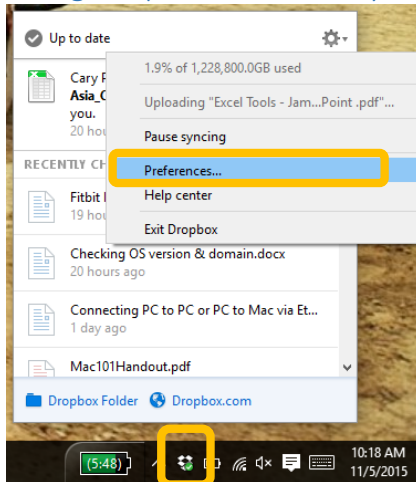 Up to date
1.9% of 1,228,800.0GB used
Uploading "Excel Tools - Jam...Point .pdf"...
Pause syncing
Preferences...
Help center
Exit Dropbox
Cary
Asia_
you.
20 hou
RECENTLY CH
Fitbit
19 hou
Checking OS version & domain.docx
20 hours ago
Connecting PC to PC or PC to Mac via Et...
1 day ago
Mac101Handout.pdf
Dropbox Folder Dropbox.com
(5:48) 10:18 AM
11/5/2015